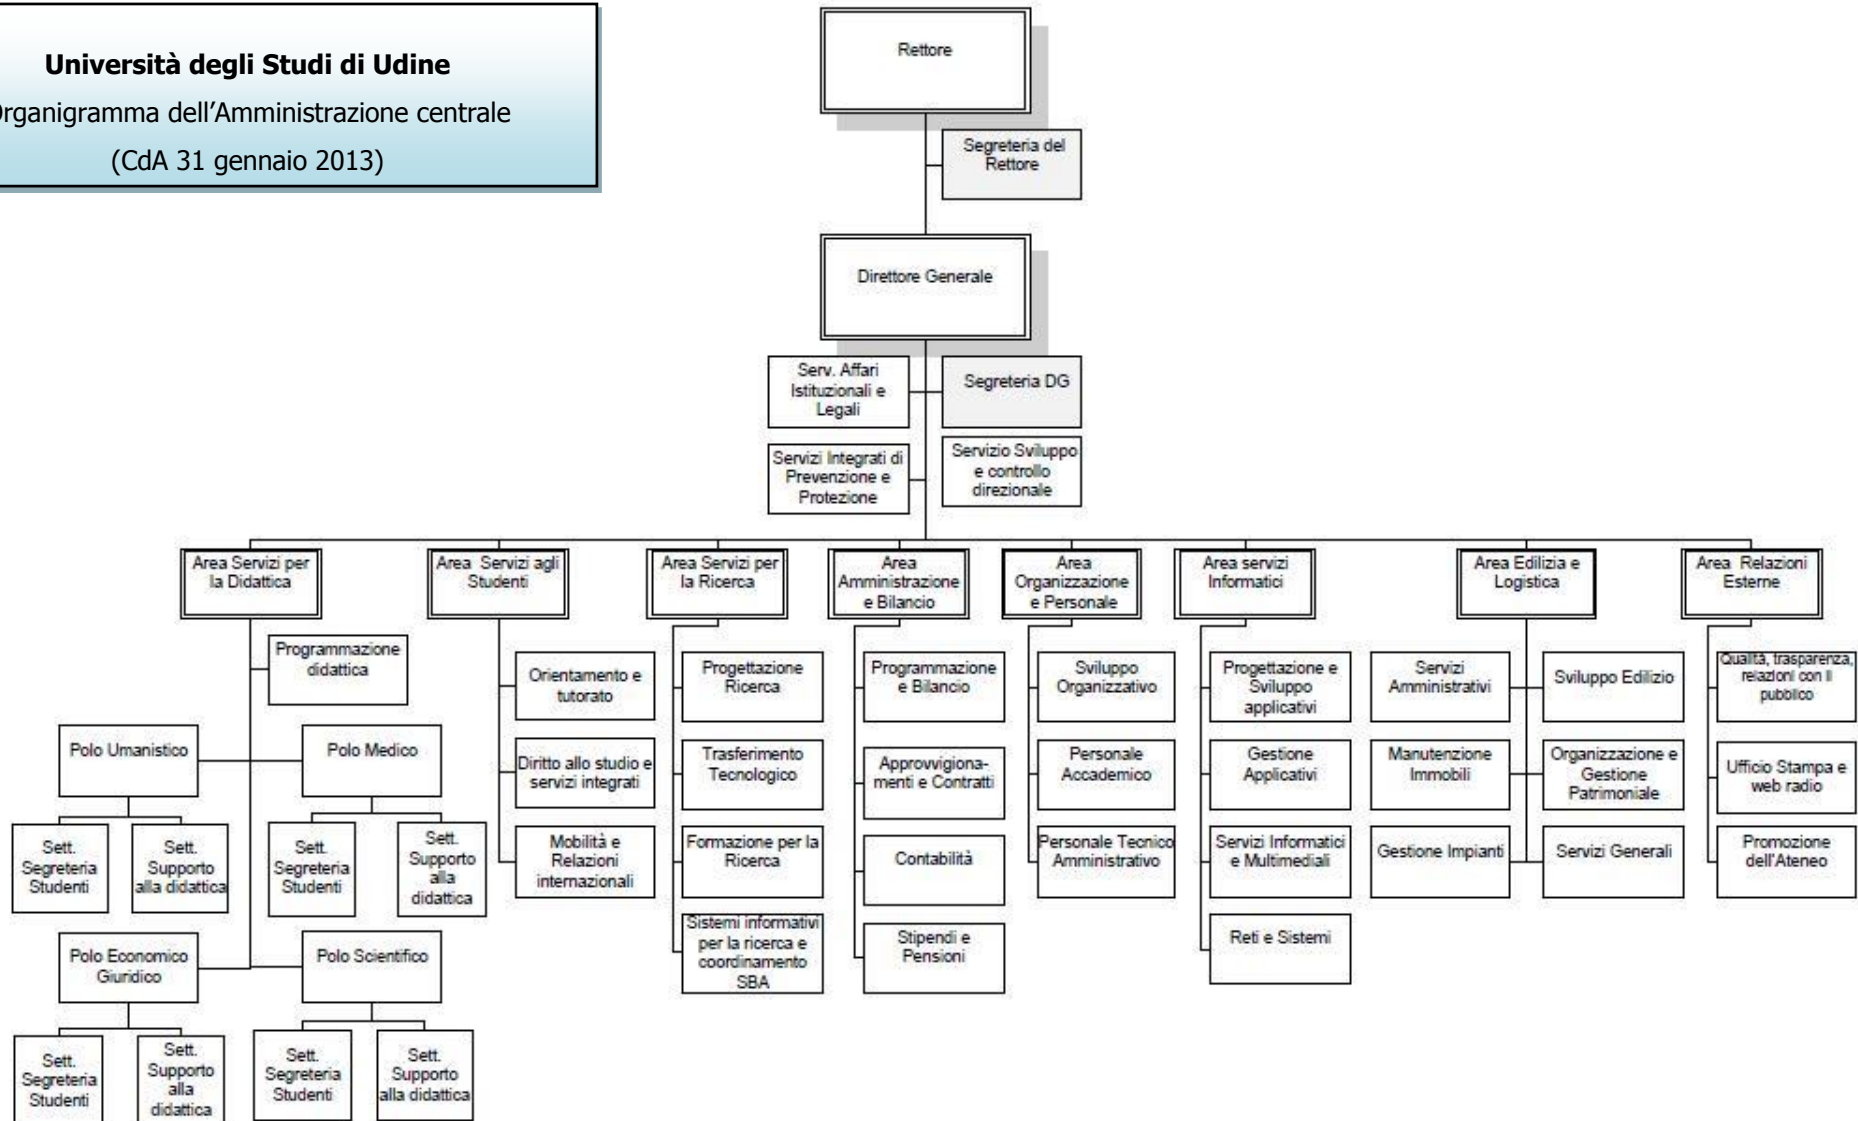 Università degli Studi di Udine
Organigramma dell'Amministrazione centrale
(CdA 31 gennaio 2013)
Rettore
Segreteria del
Rettore
Direttore Generale
Serv. Affari
Istituzionali e
Legali
Segreteria DG
Servizi Integrati di
Prevenzione e
Protezione
Servizio Sviluppo
e controllo
direzionale
Area Servizi per
la Didattica
Area Servizi agli
Studenti
Area Servizi per
la Ricerca
Area
Amministrazione
e Bilancio
Area
Organizzazione
e Personale
Area servizi
Informatici
Area Edilizia e
Logistica
Area Relazioni
Esterne
Programmazione
didattica
Polo Umanistico
Polo Medico
Sett.
Segreteria
Studenti
Sett.
Supporto
alla didattica
Sett.
Segreteria
Studenti
Sett.
Supporto
alla
didattica
Polo Economico
Giuridico
Polo Scientifico
Sett.
Segreteria
Studenti
Sett.
Supporto
alla
didattica
Sett.
Segreteria
Studenti
Sett.
Supporto
alla didattica
Orientamento e
tutorato
Diritto allo studio e
servizi integrati
Mobilità e
Relazioni
internazionali
Progettazione
Ricerca
Trasferimento
Tecnologico
Formazione per la
Ricerca
Sistemi informativi
per la ricerca e
coordinamento
SBA
Programmazione
e Bilancio
Approvvigiona-
menti e Contratti
Contabilità
Stipendi e
Pensioni
Sviluppo
Organizzativo
Personale
Accademico
Personale Tecnico
Amministrativo
Progettazione e
Sviluppo
applicativi
Gestione
Applicativi
Servizi Informatici
e Multimediali
Reti e Sistemi
Servizi
Amministrativi
Sviluppo Edilizio
Manutenzione
Immobili
Organizzazione e
Gestione
Patrimoniale
Gestione Impianti
Servizi Generali
Qualità, trasparenza,
relazioni con il
pubblico
Ufficio Stampa e
web radio
Promozione
dell'Ateneo